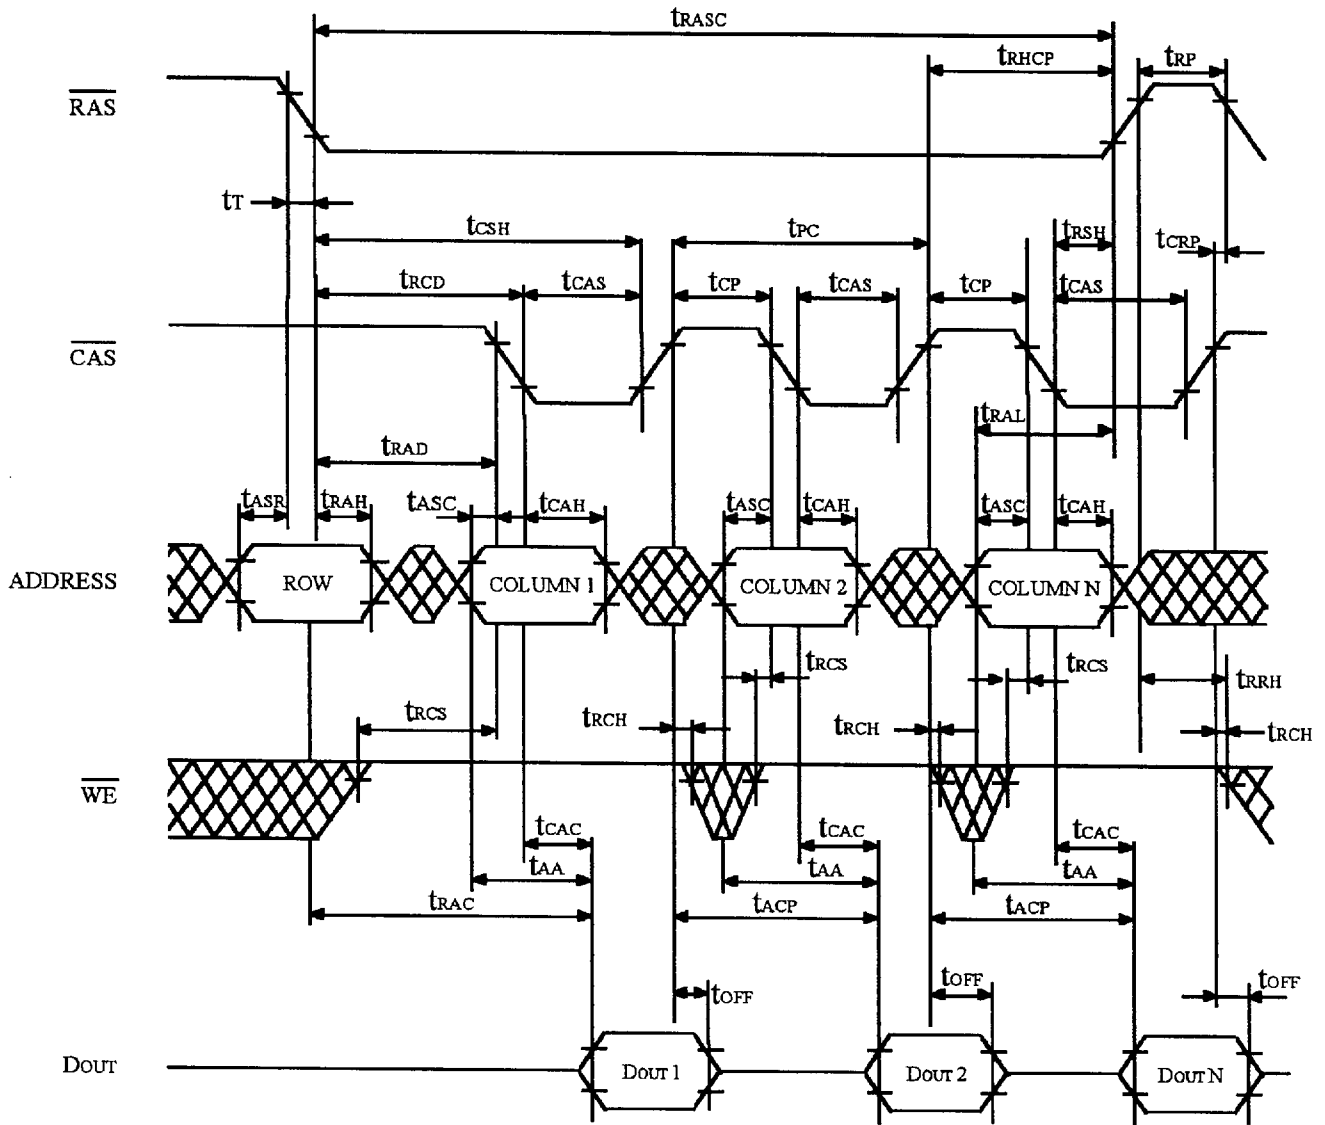 tRASC
tRHCP
tRP
RAS
tT
tCSH
tPC
tRSH
tCRP
tRCD
tCAS
tCP
tCAS
tCP
tCAS
CAS
tRAL
tRAD
tASR
tRAH
tASC
tCAH
tASC
tCAH
tASC
tCAH
ADDRESS
ROW
COLUMN 1
COLUMN 2
COLUMN N
tRCS
tRCS
tRRH
tRCS
tRCH
tRCH
tRCH
WE
tCAC
tCAC
tCAC
tAA
tAA
tAA
tRAC
tACP
tACP
tOFF
tOFF
tOFF
DOUT
DOUT 1
DOUT 2
DOUT N